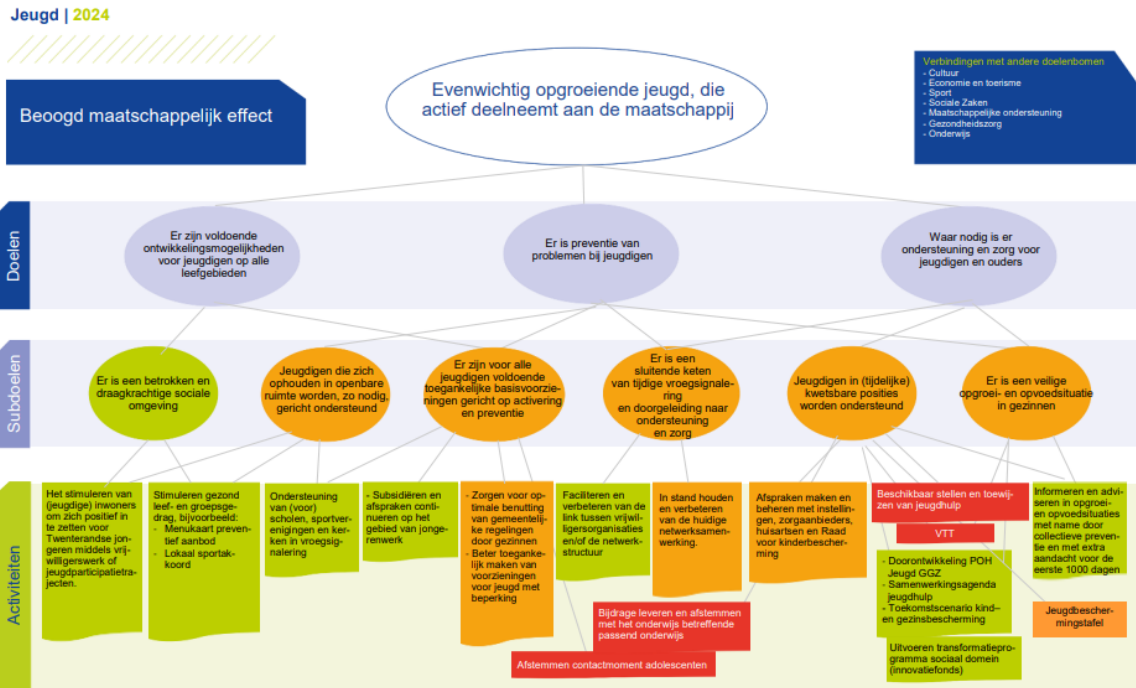 Jeugd | 2024
Beoogd maatschappelijk effect
Evenwichtig opgroeiende jeugd, die
actief deelneemt aan de maatschappij
Verbindingen met andere doelenbomen
- Cultuur
- Economie en toerisme
- Sport
- Sociale Zaken
- Maatschappelijke ondersteuning
- Gezondheidszorg
- Onderwijs
Doelen
Er zijn voldoende
ontwikkelingsmogelijkheden
voor jeugdigen op alle
leefgebieden
Er is preventie van
problemen bij jeugdigen
Waar nodig is er
ondersteuning en zorg voor
jeugdigen en ouders
Subdoelen
Er is een betrokken en
draagkrachtige sociale
omgeving
Jeugdigen die zich
ophouden in openbare
ruimte worden, zo nodig,
gericht ondersteund
Er zijn voor alle
jeugdigen voldoende
toegankelijke basisvoorzie-
ningen gericht op activering
en preventie
Er is een
sluitende keten
van tijdige vroegsignale-
ring
en doorgeleiding naar
ondersteuning
en zorg
Jeugdigen in (tijdelijke)
kwetsbare posities
worden ondersteund
Er is een veilige
opgroei- en opvoedsituatie
in gezinnen
Activiteiten
Het stimuleren van
(jeugdige) inwoners
om zich positief in
te zetten voor
Twenterandse jon-
geren middels vrij-
willigerswerk of
jeugdparticipatietra-
jecten.
Stimuleren gezond
leef- en groepsge-
drag, bijvoorbeeld:
- Menukaart preven-
tief aanbod
- Lokaal sportak-
koord
Ondersteuning
van (voor)
scholen, sportver-
enigingen en ker-
ken in vroegsig-
nalering
- Subsidiëren en
afspraken conti-
nueren op het
gebied van jonge-
renwerk
- Zorgen voor op-
timale benutting
van gemeentelij-
ke regelingen
door gezinnen
- Beter toeganke-
lijk maken van
voorzieningen
voor jeugd met
beperking
Faciliteren en
verbeteren van de
link tussen vrijwil-
ligersorganisaties
en/of de netwerk-
structuur
In stand houden
en verbeteren
van de huidige
netwerksamen-
werking.
Afspraken maken en
beheren met instellin-
gen, zorgaanbieders,
huisartsen en Raad
voor kinderbescher-
ming
Beschikbaar stellen en toewij-
zen van jeugdhulp
VTT
- Doorontwikkeling POH
Jeugd GGZ
- Samenwerkingsagenda
jeugdhulp
- Toekomstscenario kind–
en gezinsbescherming
Uitvoeren transformatiepro-
gramma sociaal domein
(innovatiefonds)
Informeren en advi-
seren in opgroei-
en opvoedsituaties
met name door
collectieve preven-
tie en met extra
aandacht voor de
eerste 1000 dagen
Jeugdbescher-
mingstafel
Bijdrage leveren en afstemmen
met het onderwijs betreffende
passend onderwijs
Afstemmen contactmoment adolescenten